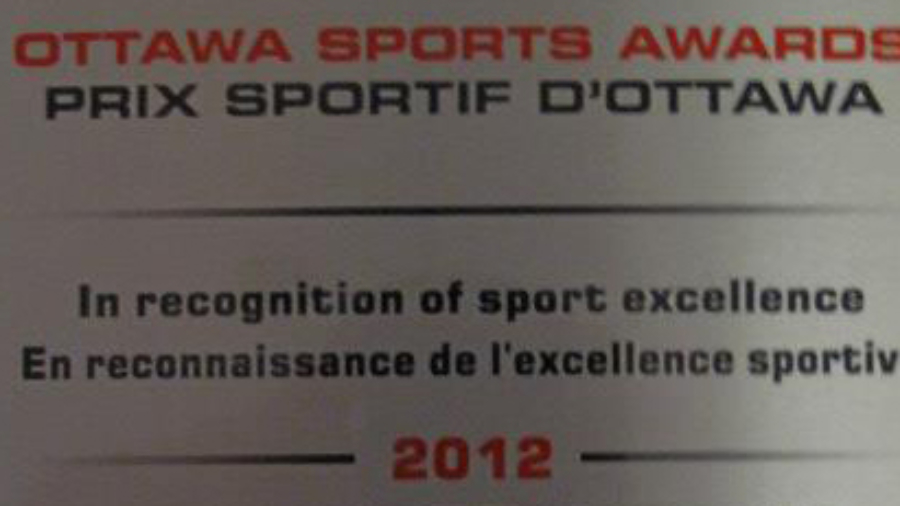 OTTAWA SPORTS AWARDS
PRIX SPORTIF D'OTTAWA
In recognition of sport excellence
En reconnaissance de l'excellence sportiv
2012